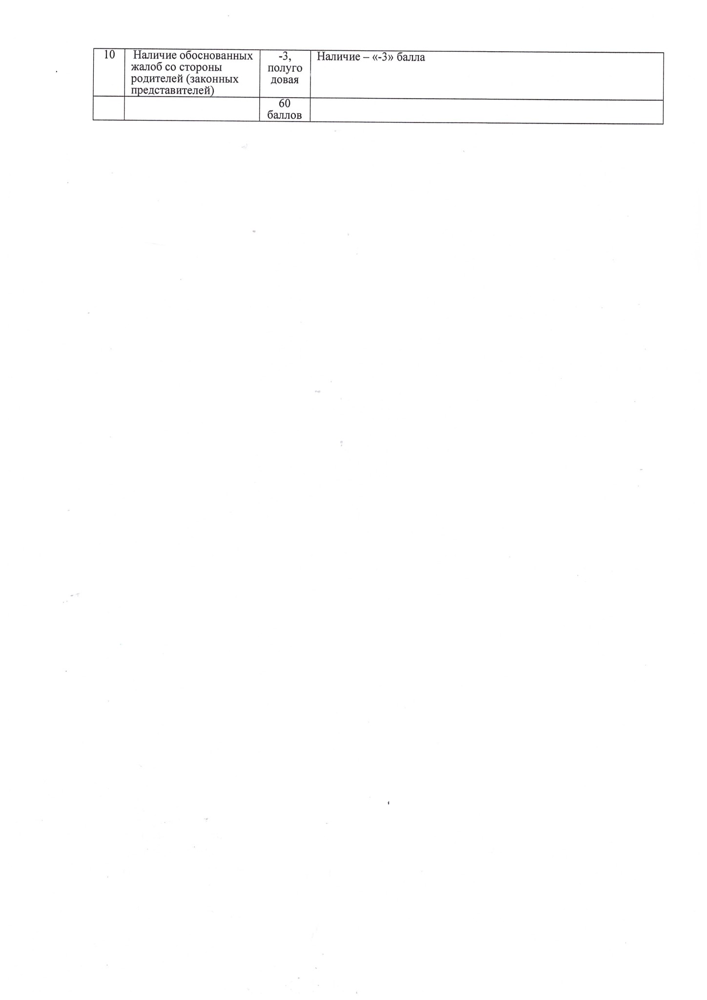 10
Наличие обоснованных
жалоб со стороны
родителей (законных
представителей)
-3,
полуго
довая
Наличие – «-3» балла
60
баллов